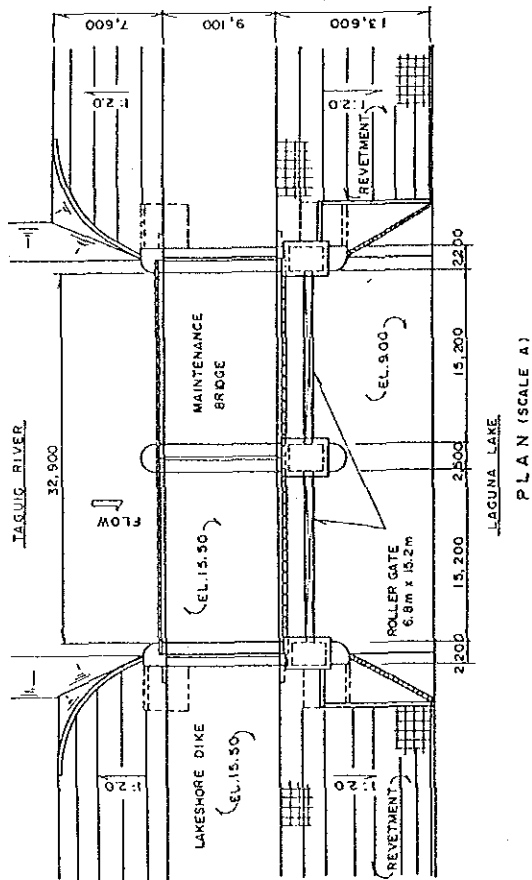 TAGUIG RIVER
32,900
FLOW
1:2.0
1:2.0
7,600
9,100
13,600
LAKESHORE DIKE
(EL.15.50)
(EL.15.50)
MAINTENANCE
BRIDGE
ROLLER GATE
6.8m x 15.2m
(EL.9.00)
1:2.0
1:2.0
REVETMENT
REVETMENT
2,200
15,200
2,500
15,200
2,200
LAGUNA LAKE
PLAN (SCALE A)